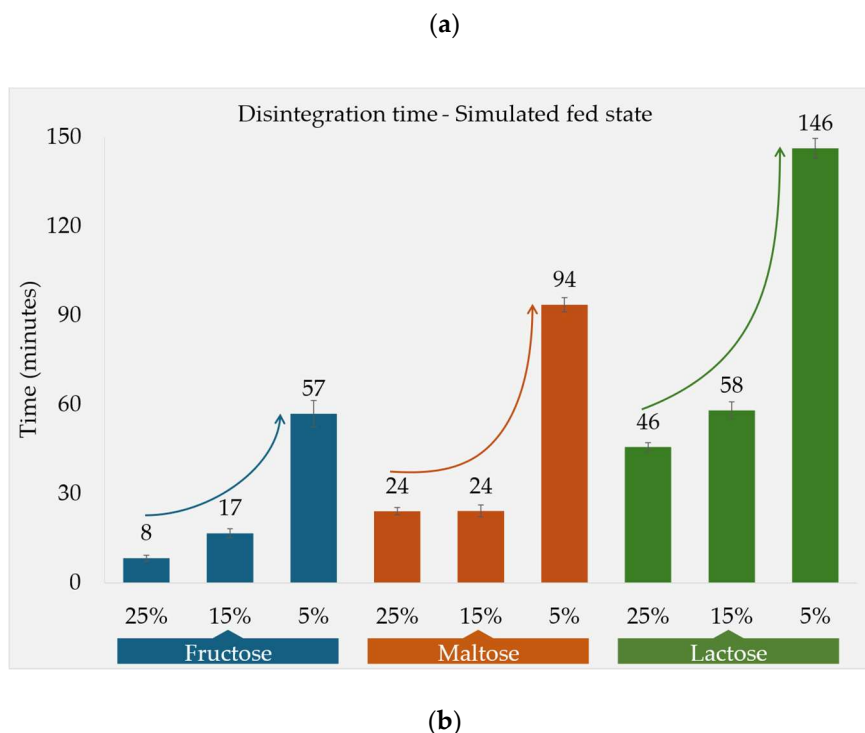 (a)
Disintegration time - Simulated fed state
Time (minutes)
150
120
90
60
30
0
8
17
57
24
24
94
46
58
146
25% 15% 5% 25% 15% 5% 25% 15% 5%
Fructose Maltose Lactose
(b)